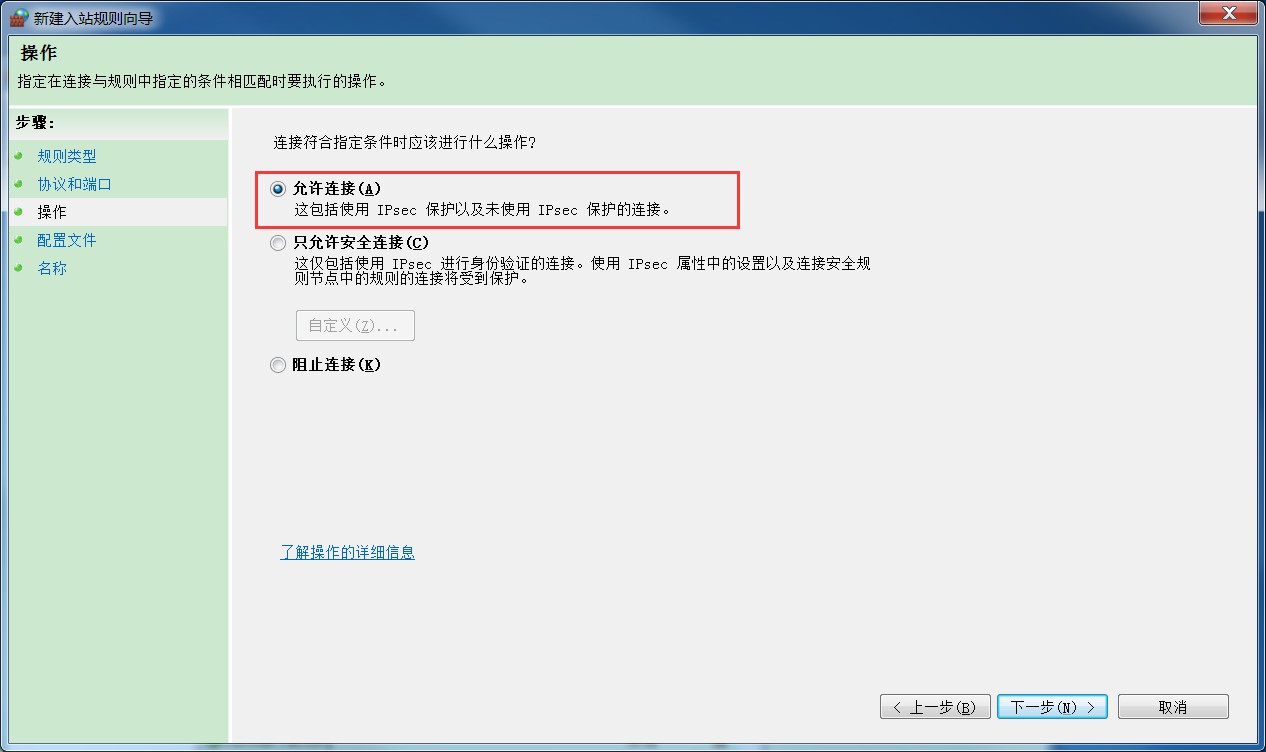 新建入站规则向导
操作
指定在连接与规则中指定的条件相匹配时要执行的操作。
步骤:
规则类型
协议和端口
操作
配置文件
名称
连接符合指定条件时应该进行什么操作?
允许连接(A)
这包括使用 IPsec 保护以及未使用 IPsec 保护的连接。
只允许安全连接(C)
这仅包括使用 IPsec 进行身份验证的连接。使用 IPsec 属性中的设置以及连接安全规
则节点中的规则的连接将受到保护。
自定义(Z)...
阻止连接(K)
了解操作的详细信息
< 上一步(B)
下一步(N) >
取消